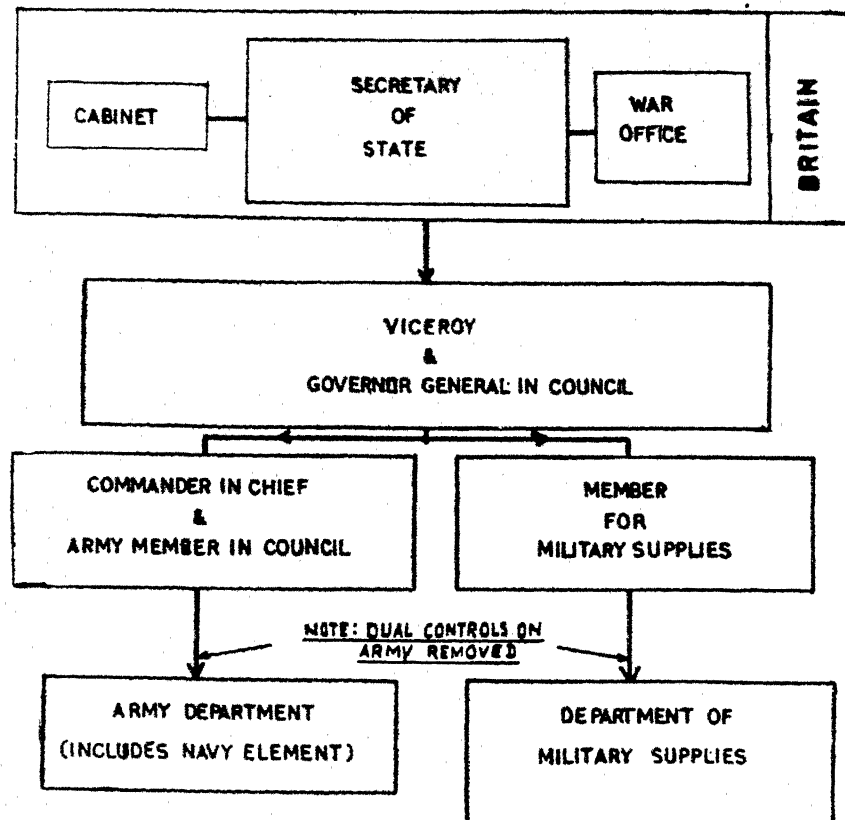 CABINET
SECRETARY
OF
STATE
WAR
OFFICE
BRITAIN
VICEROY
&
GOVERNOR GENERAL IN COUNCIL
COMMANDER IN CHIEF
&
ARMY MEMBER IN COUNCIL
MEMBER
FOR
MILITARY SUPPLIES
NOTE: DUAL CONTROLS ON
ARMY REMOVED
ARMY DEPARTMENT
(INCLUDES NAVY ELEMENT)
DEPARTMENT OF
MILITARY SUPPLIES